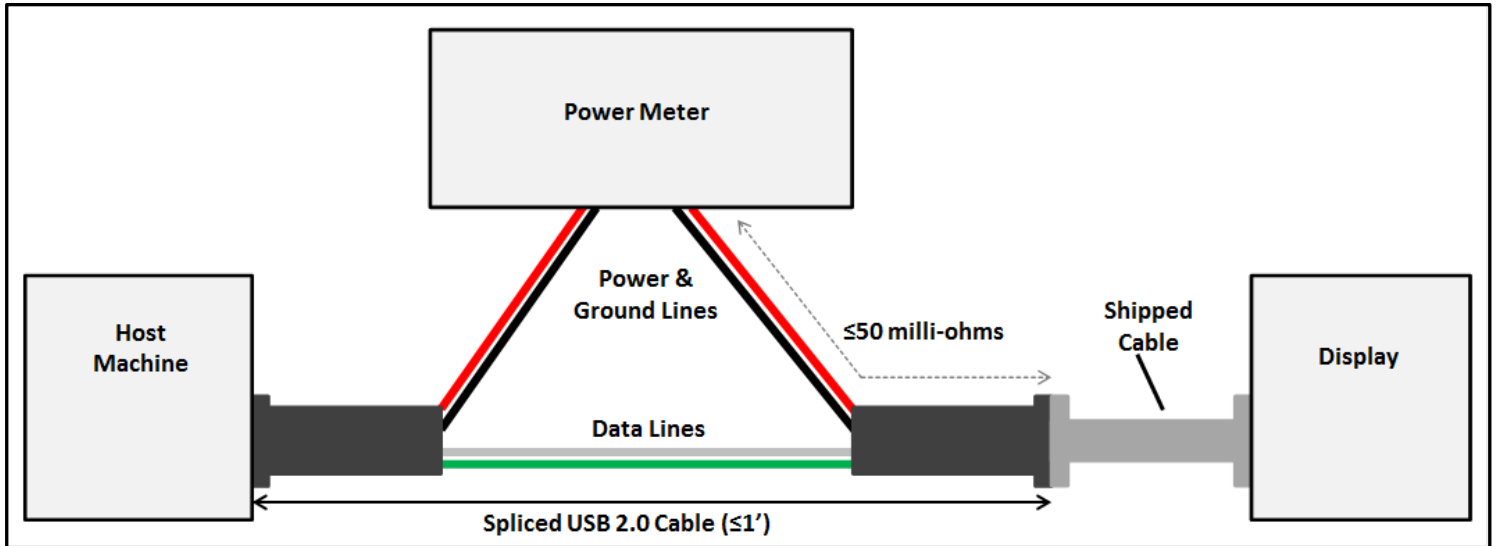 Power Meter
Power &
Ground Lines
Host
Machine
≤50 milli-ohms
Shipped
Cable
Display
Data Lines
Spliced USB 2.0 Cable (≤1’)